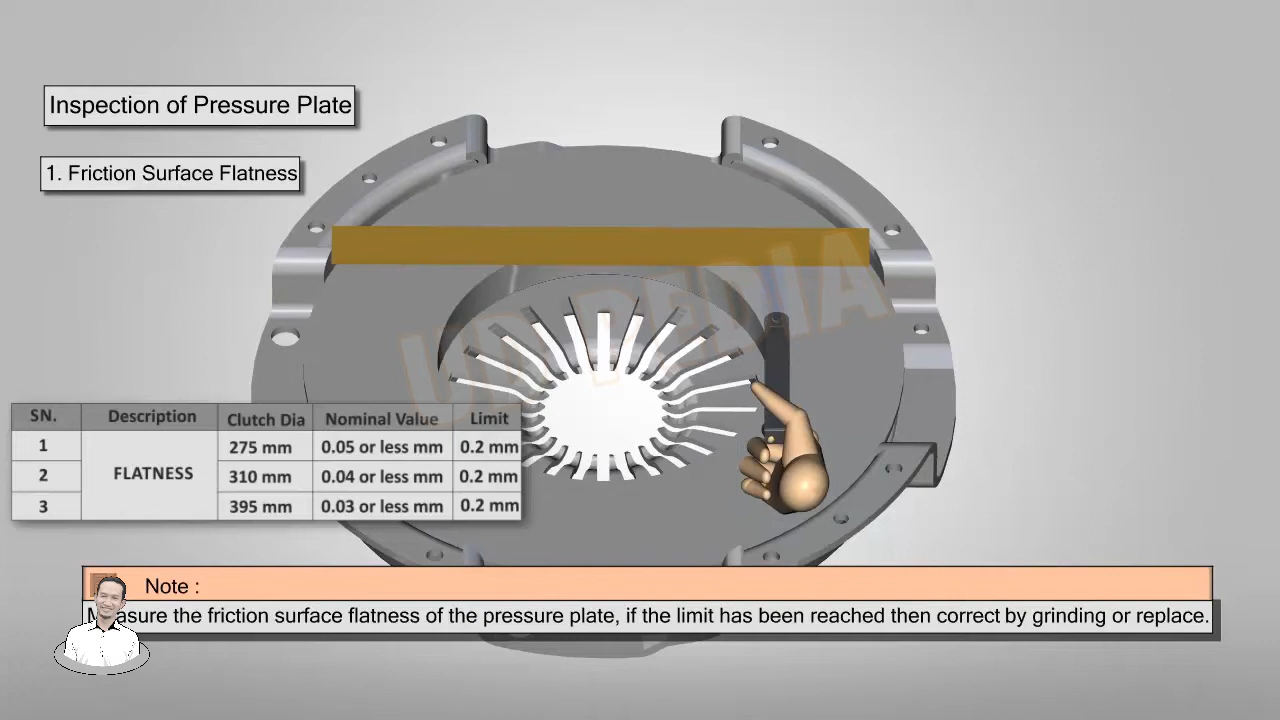 Inspection of Pressure Plate
1. Friction Surface Flatness
UD PEDIA
SN. Description Clutch Dia Nominal Value Limit
1 FLATNESS 275 mm 0.05 or less mm 0.2 mm
2 310 mm 0.04 or less mm 0.2 mm
3 395 mm 0.03 or less mm 0.2 mm
Note :
Measure the friction surface flatness of the pressure plate, if the limit has been reached then correct by grinding or replace.